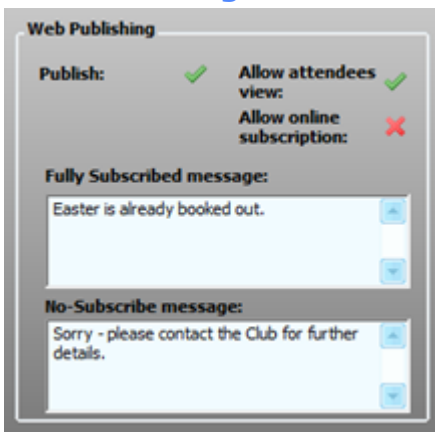 Web Publishing
Publish:
Allow attendees
view:
Allow online
subscription:
Fully Subscribed message:
Easter is already booked out.
No-Subscribe message:
Sorry - please contact the Club for further
details.